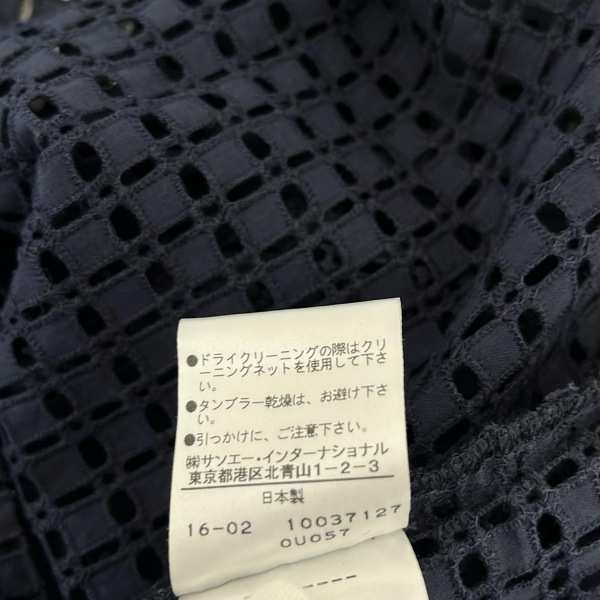 ●ドライクリーニングの際はクリ
ーニングネットを使用して下さ
い。
●タンブラー乾燥は、お避け下さ
い。
●引っかけに、ご注意下さい。
㈱サンエー・インターナショナル
東京都港区北青山1-2-3
日本製
16-02 10037127
0U057